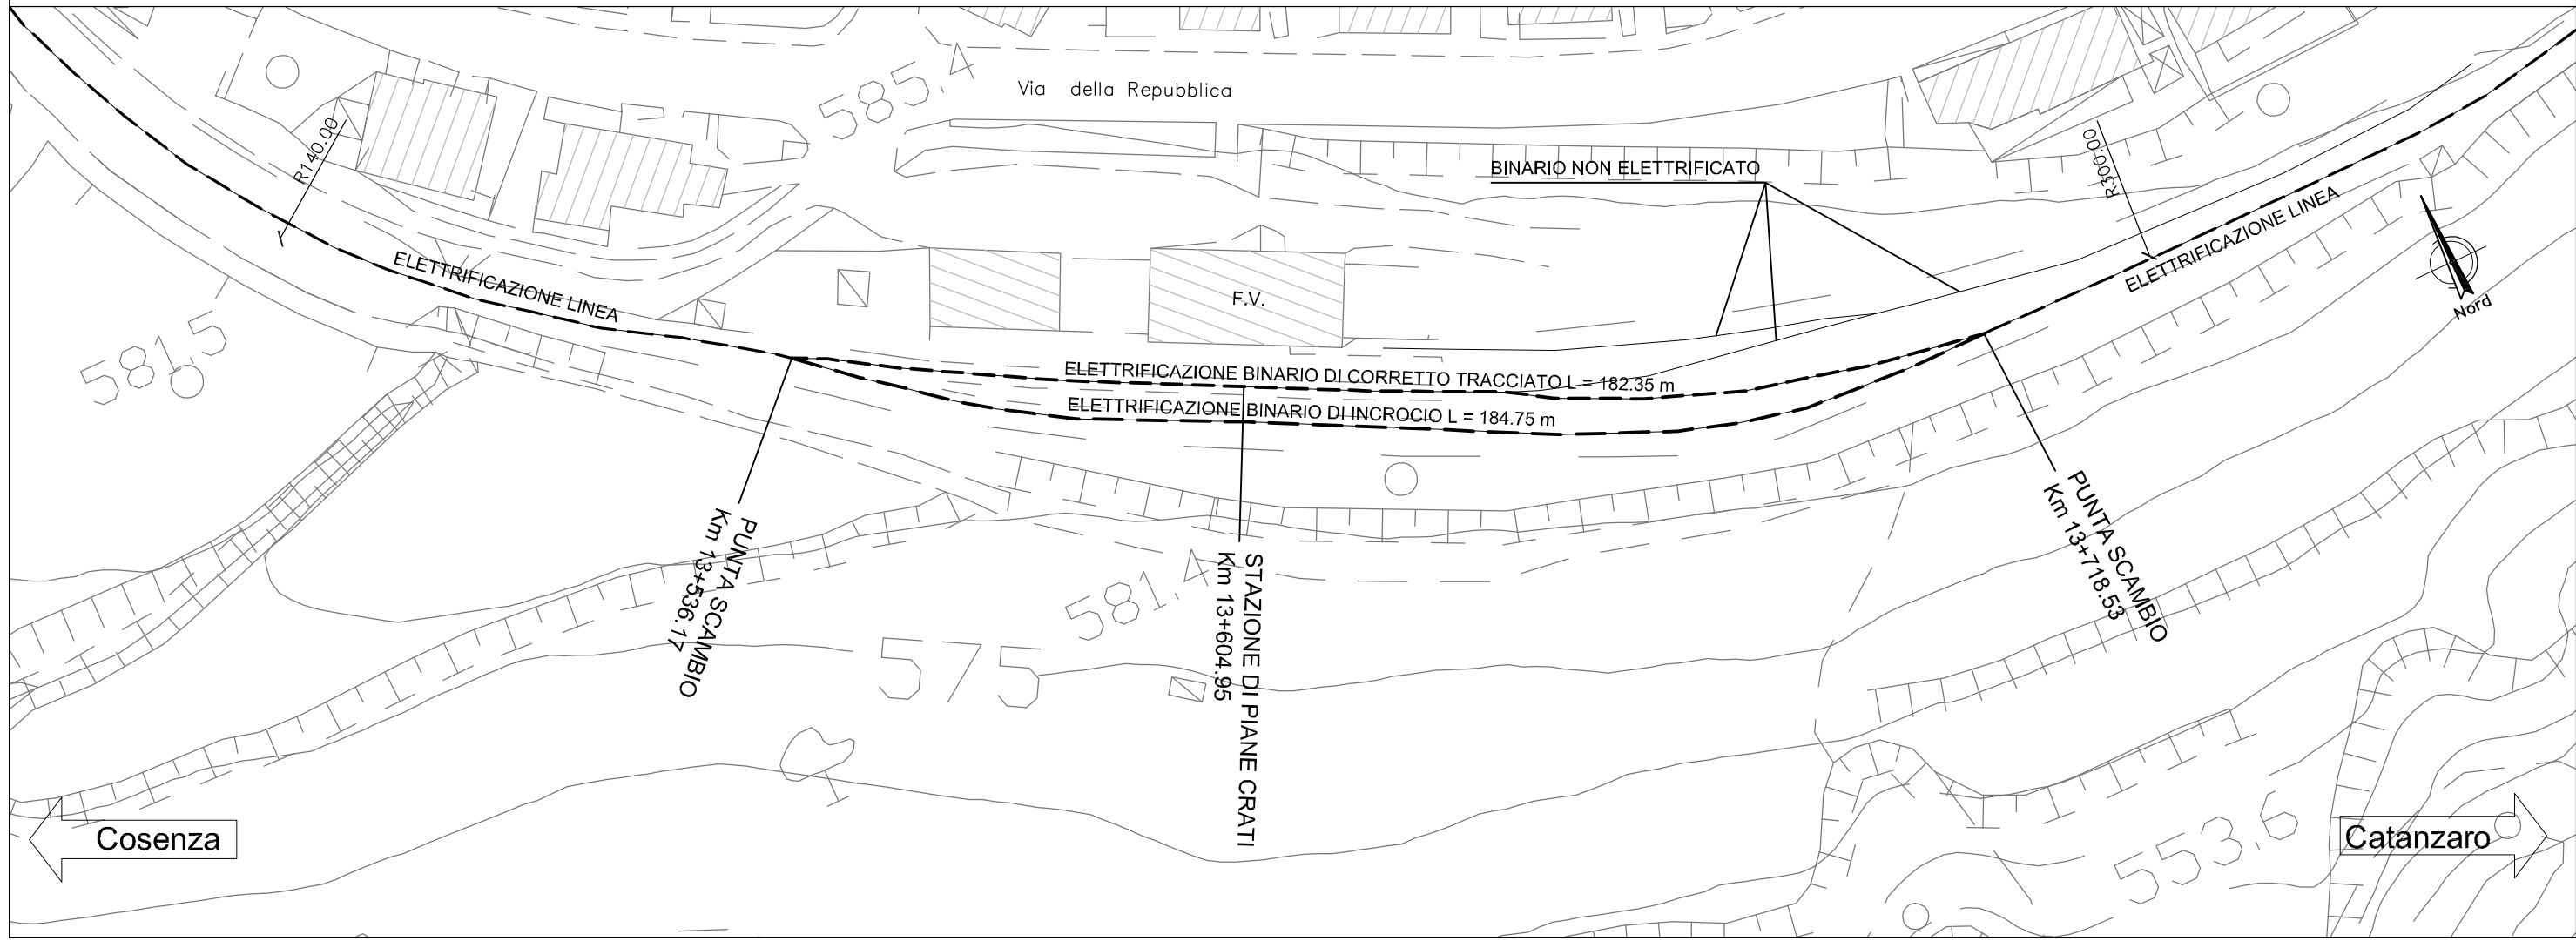 585.4
Via della Repubblica
R140.00
BINARIO NON ELETTRIFICATO
R300.00
ELETTRIFICAZIONE LINEA
ELETTRIFICAZIONE LINEA
F.V.
Nord
581.5
ELETTRIFICAZIONE BINARIO DI CORRETTO TRACCIATO L = 182.35 m
ELETTRIFICAZIONE BINARIO DI INCROCIO L = 184.75 m
PUNTA SCAMBIO
Km 13+536.17
STAZIONE DI PIANE CRATI
Km 13+604.95
PUNTA SCAMBIO
Km 13+718.53
581.4
575
Cosenza
Catanzaro
553.6